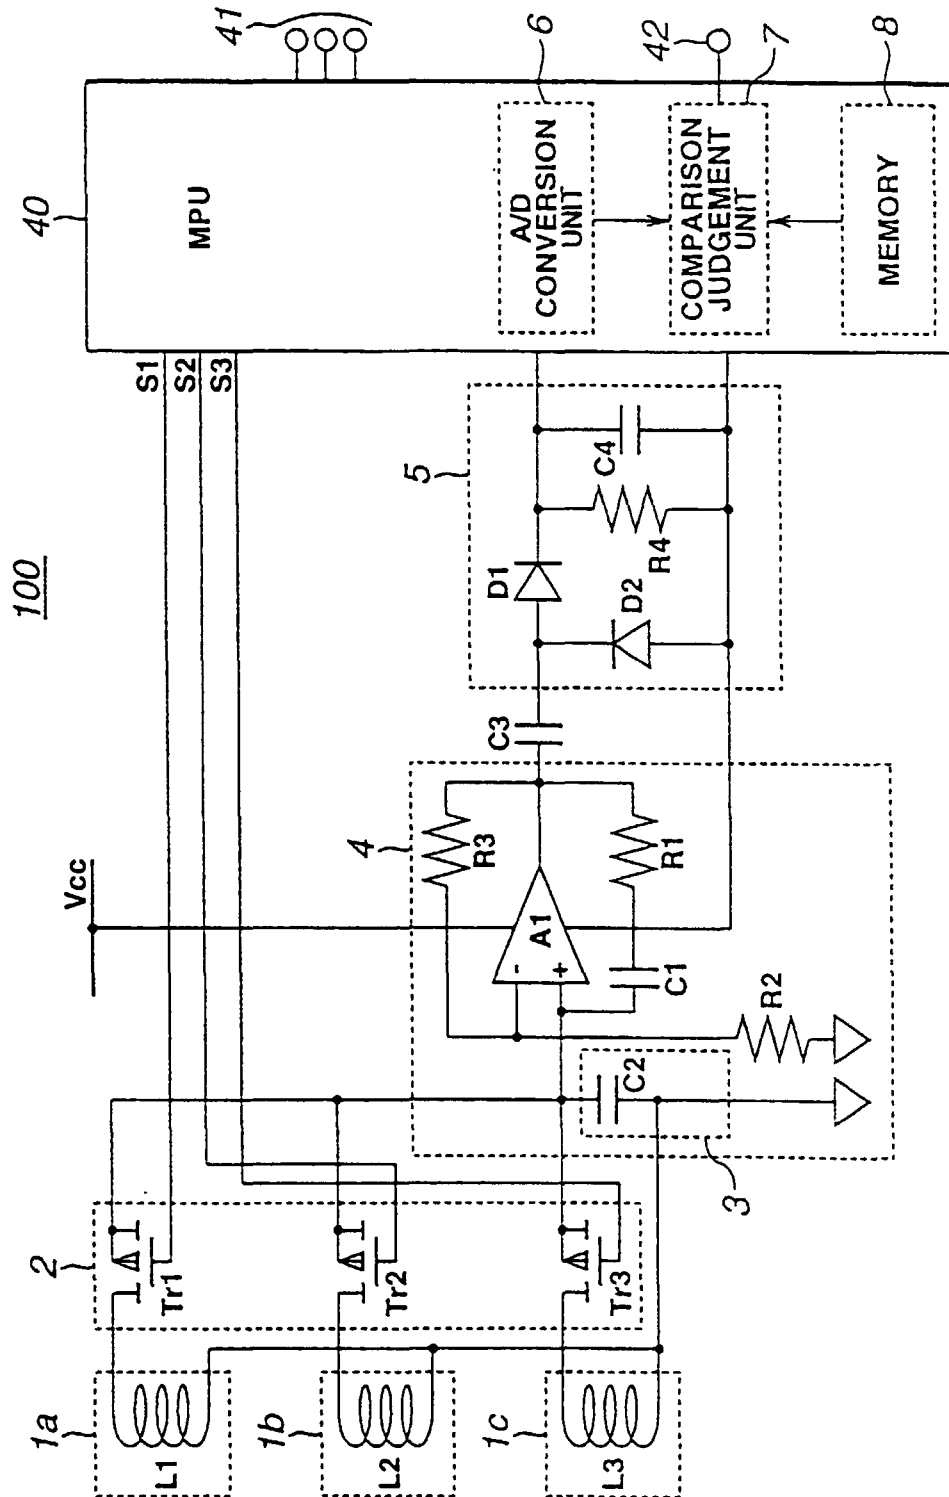 100
40
MPU
S1
S2
S3
41
Vcc
2
Tr1
Tr2
Tr3
1a
L1
1b
L2
1c
L3
3
C2
4
R3
A1
-
+
R1
C1
R2
C3
5
D1
D2
C4
R4
A/D
CONVERSION
UNIT
6
COMPARISON
JUDGEMENT
UNIT
42
7
MEMORY
8